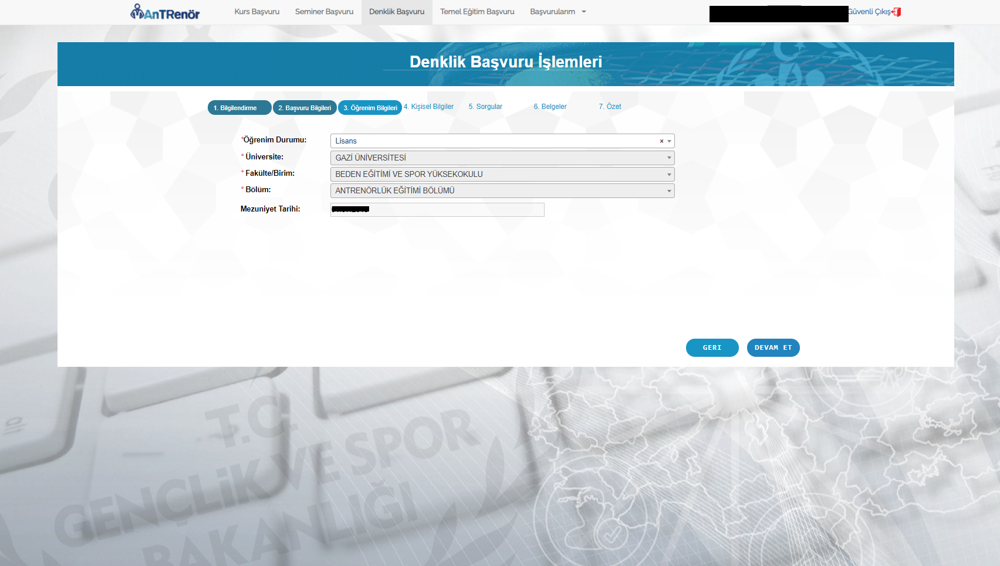 AnTRenör
Kurs Başvuru Seminer Başvuru Denklik Başvuru Temel Eğitim Başvuru Başvurularım Güvenli Çıkış
Denklik Başvuru İşlemleri
1. Bilgilendirme 2. Başvuru Bilgileri 3. Öğrenim Bilgileri 4. Kişisel Bilgiler 5. Sorgular 6. Belgeler 7. Özet
*Öğrenim Durumu: Lisans ×
* Üniversite: GAZİ ÜNİVERSİTESİ
* Fakülte/Birim: BEDEN EĞİTİMİ VE SPOR YÜKSEKOKULU
* Bölüm: ANTRENÖRLÜK EĞİTİMİ BÖLÜMÜ
Mezuniyet Tarihi:
GERI DEVAM ET
T.C.
GENÇLİK VE SPOR
BAKANLIĞI